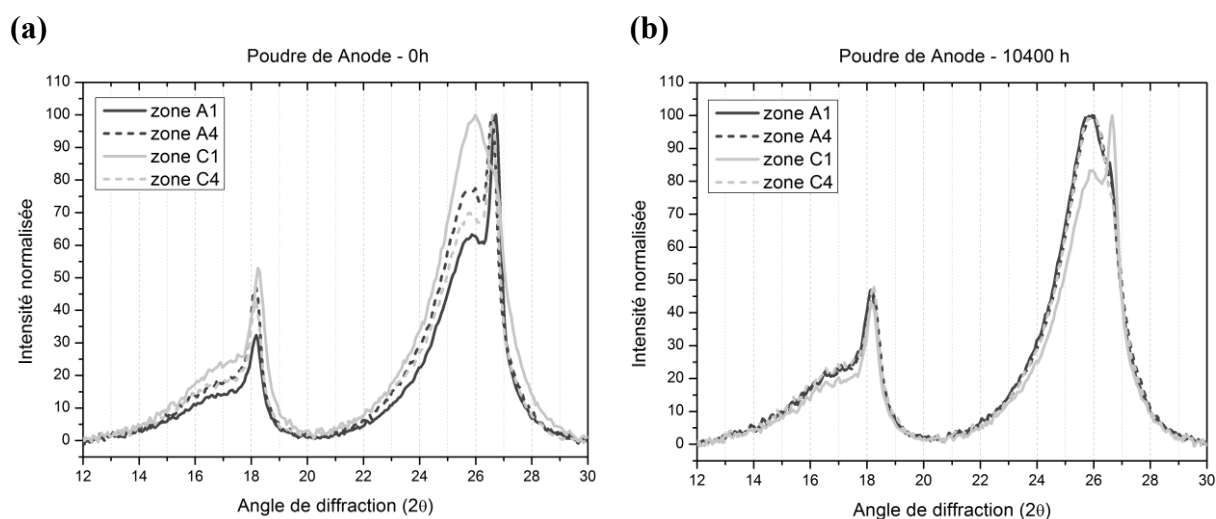 (a)
Poudre de Anode - 0h
Intensité normalisée
110
100
90
80
70
60
50
40
30
20
10
0
zone A1
zone A4
zone C1
zone C4
12 14 16 18 20 22 24 26 28 30
Angle de diffraction (2θ)
(b)
Poudre de Anode - 10400 h
Intensité normalisée
110
100
90
80
70
60
50
40
30
20
10
0
zone A1
zone A4
zone C1
zone C4
12 14 16 18 20 22 24 26 28 30
Angle de diffraction (2θ)